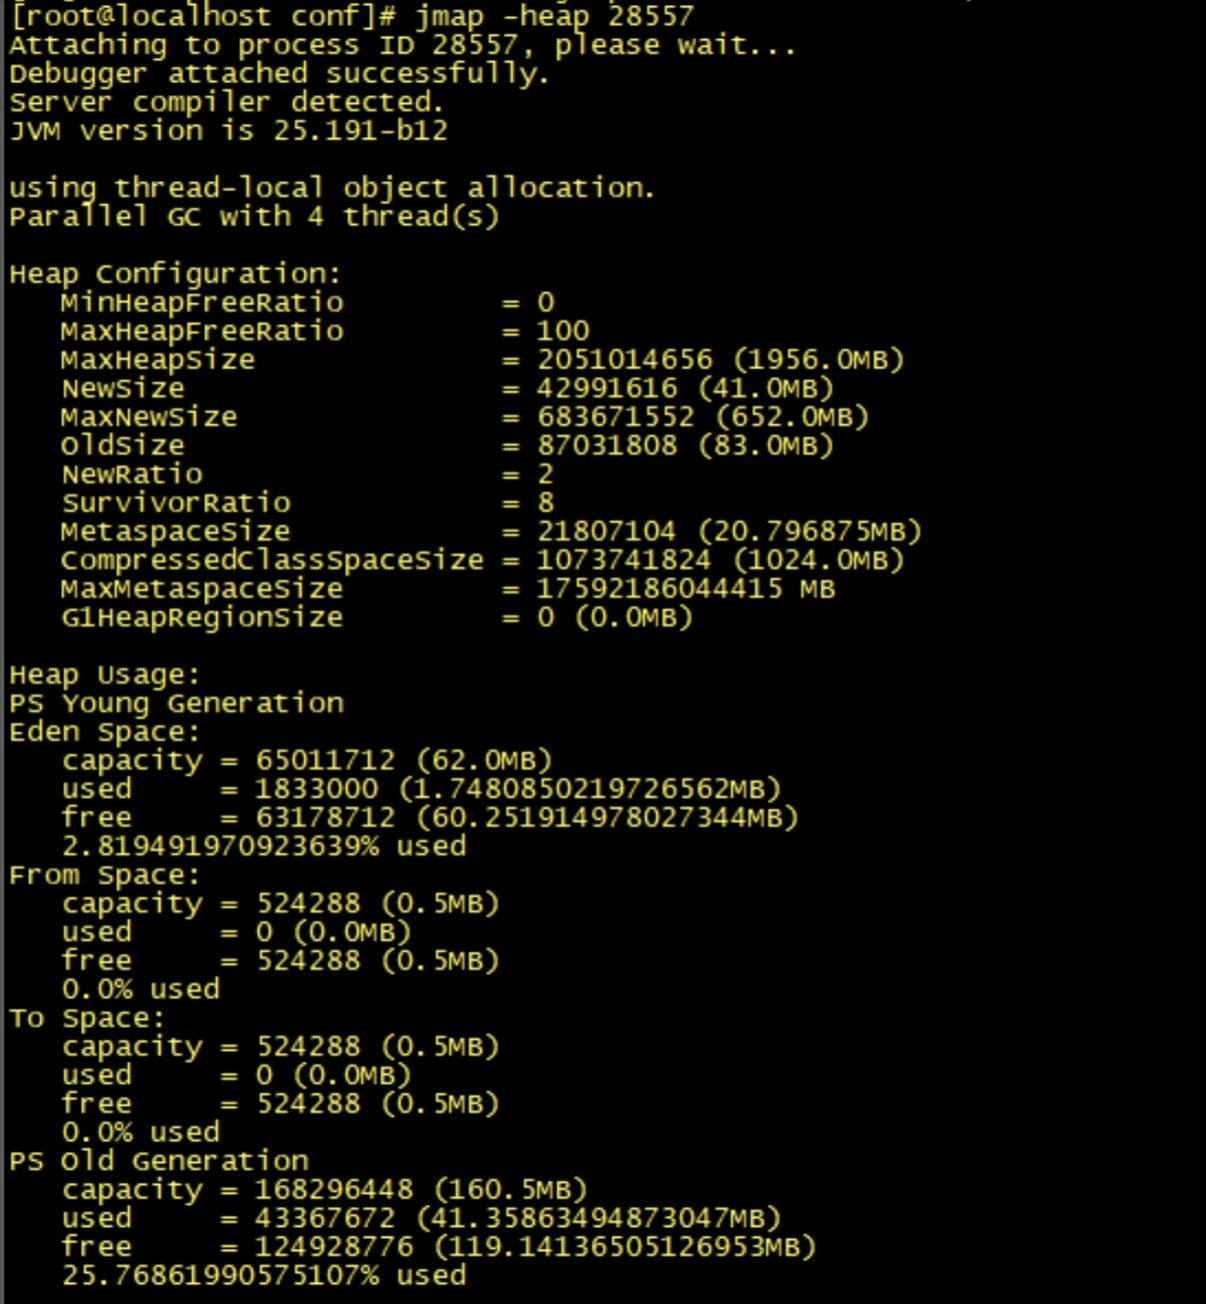 [root@localhost conf]# jmap -heap 28557
Attaching to process ID 28557, please wait...
Debugger attached successfully.
Server compiler detected.
JVM version is 25.191-b12
using thread-local object allocation.
Parallel GC with 4 thread(s)
Heap Configuration:
MinHeapFreeRatio = 0
MaxHeapFreeRatio = 100
MaxHeapSize = 2051014656 (1956.0MB)
NewSize = 42991616 (41.0MB)
MaxNewSize = 683671552 (652.0MB)
OldSize = 87031808 (83.0MB)
NewRatio = 2
SurvivorRatio = 8
MetaspaceSize = 21807104 (20.796875MB)
CompressedClassSpaceSize = 1073741824 (1024.0MB)
MaxMetaspaceSize = 17592186044415 MB
G1HeapRegionSize = 0 (0.0MB)
Heap Usage:
PS Young Generation
Eden Space:
capacity = 65011712 (62.0MB)
used = 1833000 (1.7480850219726562MB)
free = 63178712 (60.251914978027344MB)
2.819491970923639% used
From Space:
capacity = 524288 (0.5MB)
used = 0 (0.0MB)
free = 524288 (0.5MB)
0.0% used
To Space:
capacity = 524288 (0.5MB)
used = 0 (0.0MB)
free = 524288 (0.5MB)
0.0% used
PS Old Generation
capacity = 168296448 (160.5MB)
used = 43367672 (41.35863494873047MB)
free = 124928776 (119.14136505126953MB)
25.76861990575107% used